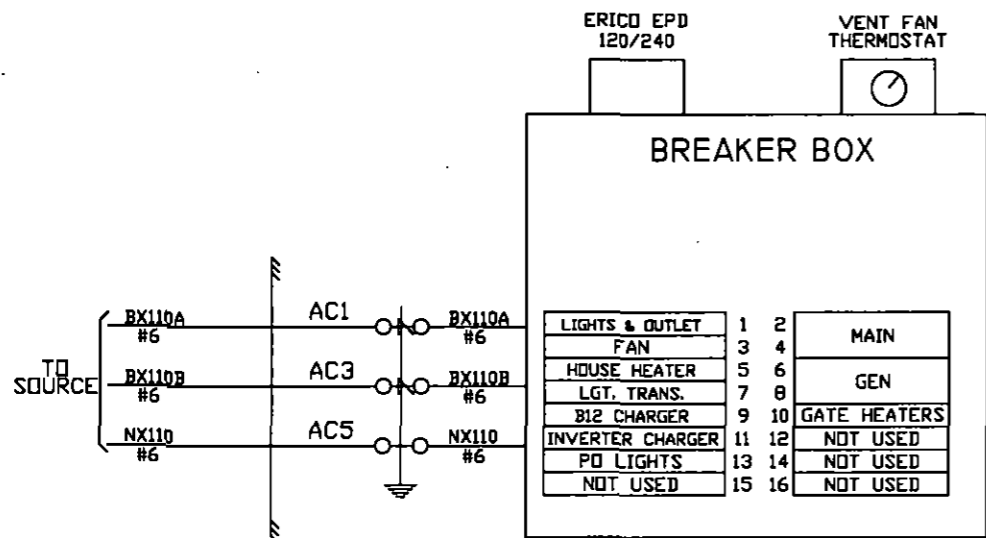 ERICO EPD
120/240
VENT FAN
THERMOSTAT
BREAKER BOX
TO
SOURCE
BX110A
#6
AC1
BX110A
#6
BX110B
#6
AC3
BX110B
#6
NX110
#6
AC5
NX110
#6
LIGHTS & OUTLET 1 2 MAIN
FAN 3 4
HOUSE HEATER 5 6 GEN
LGT. TRANS. 7 8
B12 CHARGER 9 10 GATE HEATERS
INVERTER CHARGER 11 12 NOT USED
PO LIGHTS 13 14 NOT USED
NOT USED 15 16 NOT USED